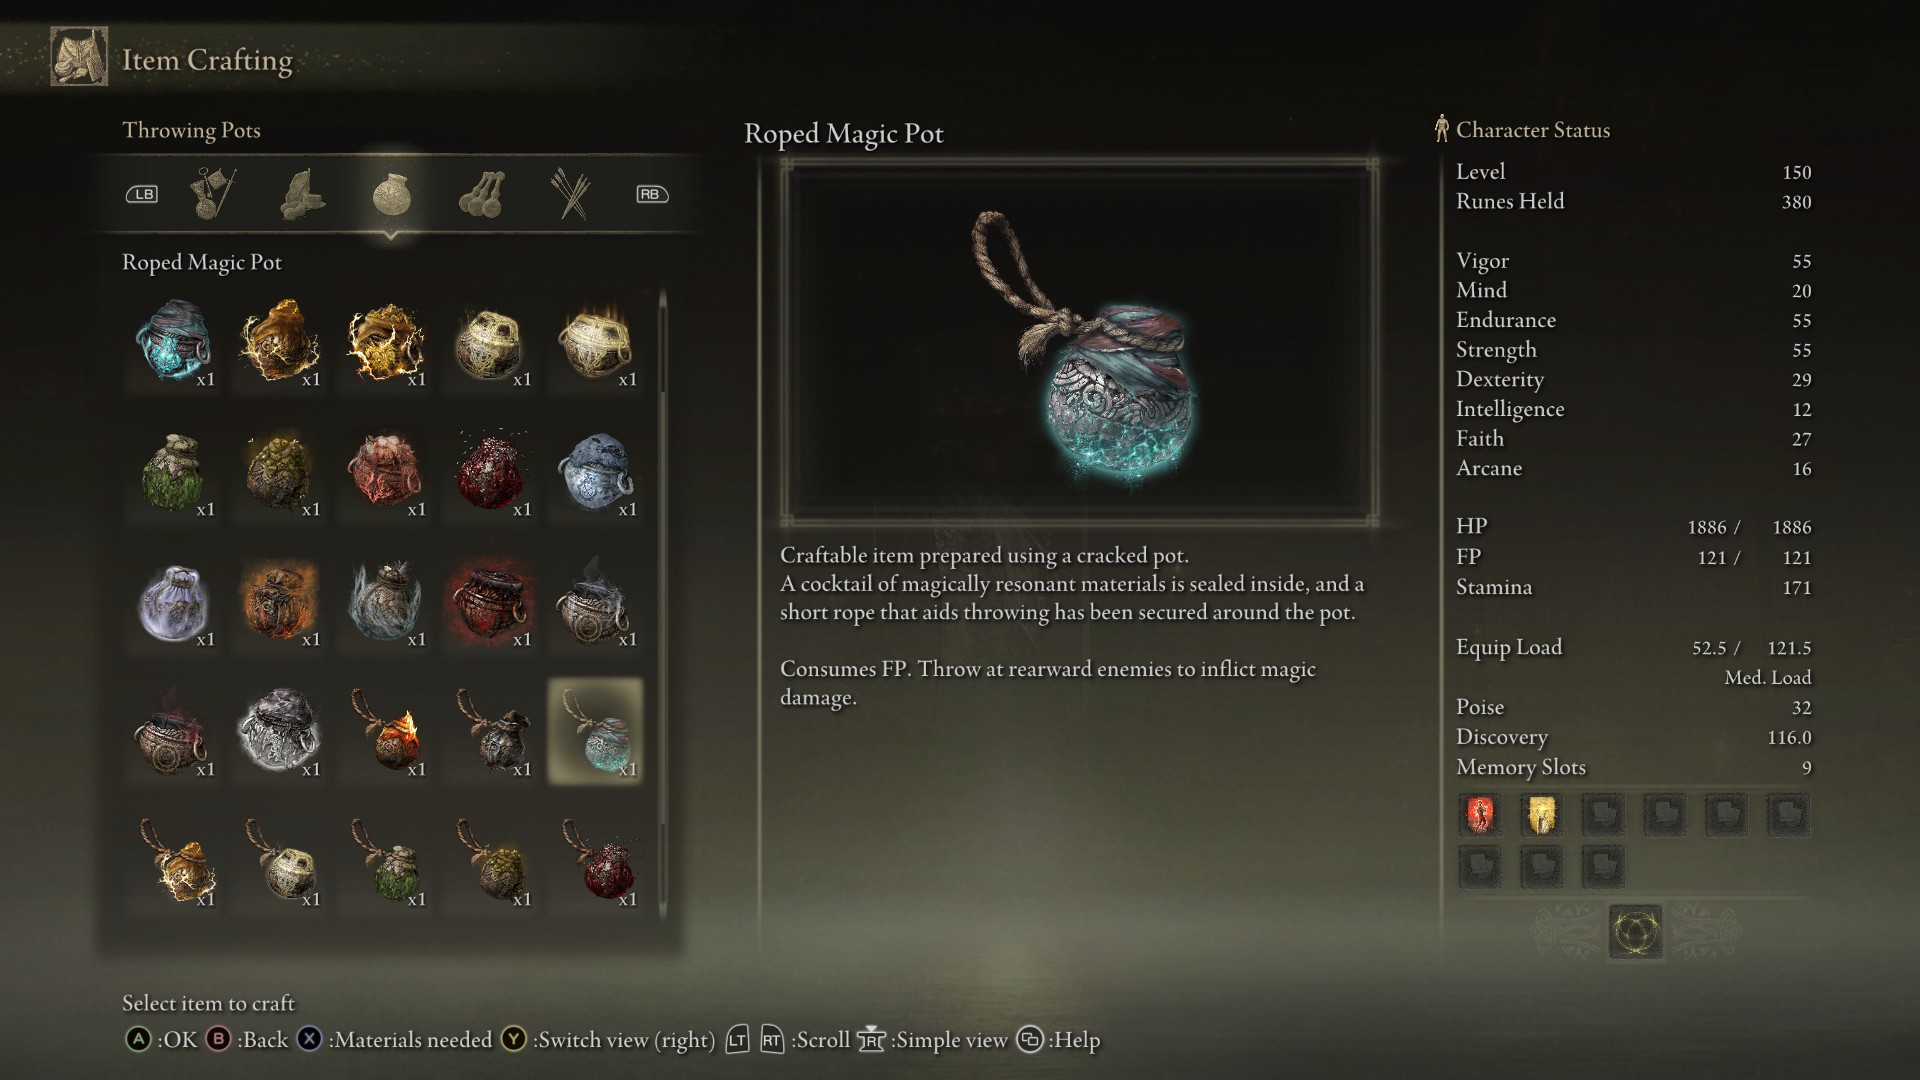 Item Crafting
Throwing Pots
LB
RB
Roped Magic Pot
x1 x1 x1 x1 x1
x1 x1 x1 x1 x1
x1 x1 x1 x1 x1
x1 x1 x1 x1 x1
x1 x1 x1 x1 x1
Roped Magic Pot
Craftable item prepared using a cracked pot.
A cocktail of magically resonant materials is sealed inside, and a
short rope that aids throwing has been secured around the pot.
Consumes FP. Throw at rearward enemies to inflict magic
damage.
Character Status
Level 150
Runes Held 380
Vigor 55
Mind 20
Endurance 55
Strength 55
Dexterity 29
Intelligence 12
Faith 27
Arcane 16
HP 1886 / 1886
FP 121 / 121
Stamina 171
Equip Load 52.5 / 121.5
Med. Load
Poise 32
Discovery 116.0
Memory Slots 9
Select item to craft
A :OK B :Back X :Materials needed Y :Switch view (right) LT RT :Scroll R :Simple view :Help